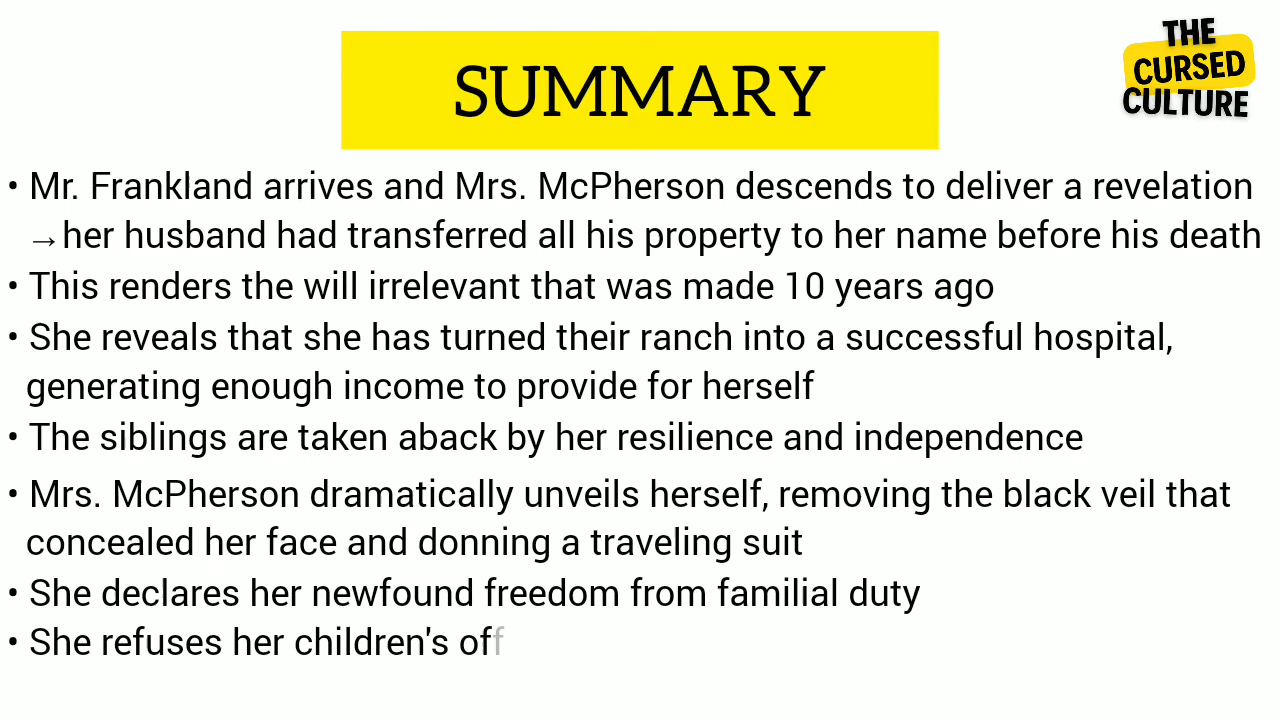 SUMMARY
THE
CURSED
CULTURE
• Mr. Frankland arrives and Mrs. McPherson descends to deliver a revelation
→her husband had transferred all his property to her name before his death
• This renders the will irrelevant that was made 10 years ago
• She reveals that she has turned their ranch into a successful hospital,
generating enough income to provide for herself
• The siblings are taken aback by her resilience and independence
• Mrs. McPherson dramatically unveils herself, removing the black veil that
concealed her face and donning a traveling suit
• She declares her newfound freedom from familial duty
• She refuses her children's off